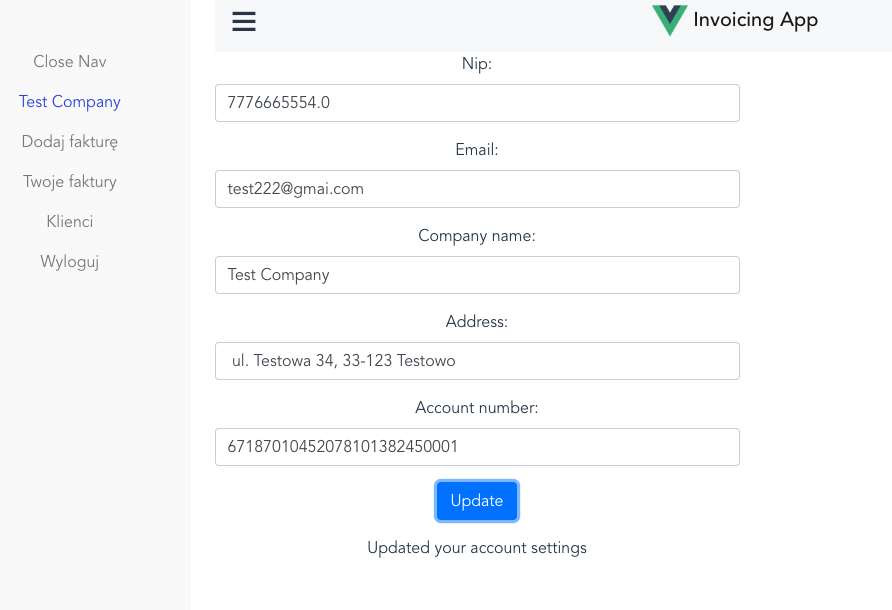 Invoicing App
Close Nav
Test Company
Dodaj fakturę
Twoje faktury
Klienci
Wyloguj
Nip:
7776665554.0
Email:
test222@gmai.com
Company name:
Test Company
Address:
ul. Testowa 34, 33-123 Testowo
Account number:
67187010452078101382450001
Update
Updated your account settings